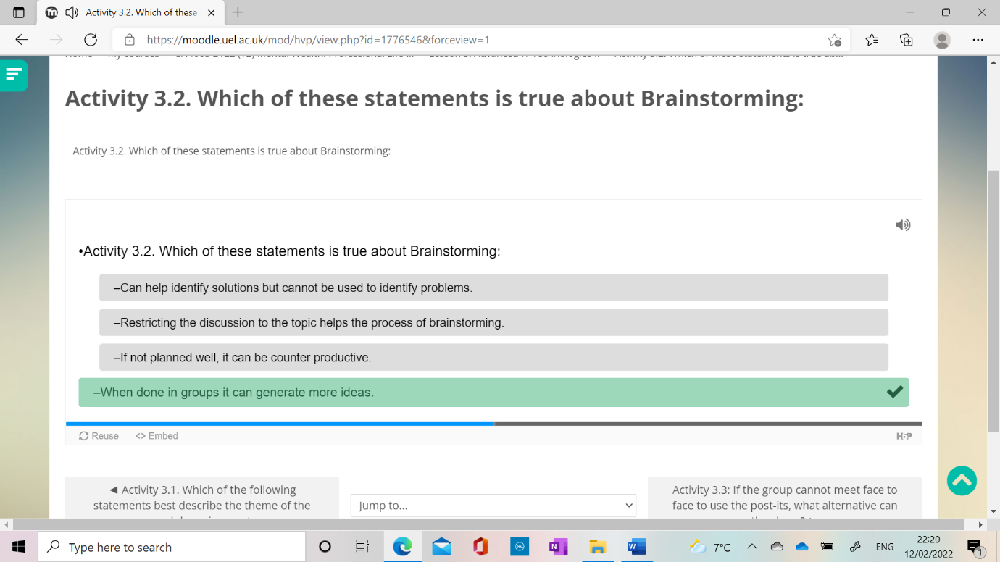 Activity 3.2. Which of these
https://moodle.uel.ac.uk/mod/hvp/view.php?id=1776546&forceview=1
Activity 3.2. Which of these statements is true about Brainstorming:
Activity 3.2. Which of these statements is true about Brainstorming:
•Activity 3.2. Which of these statements is true about Brainstorming:
–Can help identify solutions but cannot be used to identify problems.
–Restricting the discussion to the topic helps the process of brainstorming.
–If not planned well, it can be counter productive.
–When done in groups it can generate more ideas.
Reuse <> Embed
H5P
◄ Activity 3.1. Which of the following
statements best describe the theme of the
Jump to...
Activity 3.3: If the group cannot meet face to
face to use the post-its, what alternative can
Type here to search
DELL
N
W
7°C
ENG
22:20
12/02/2022
1